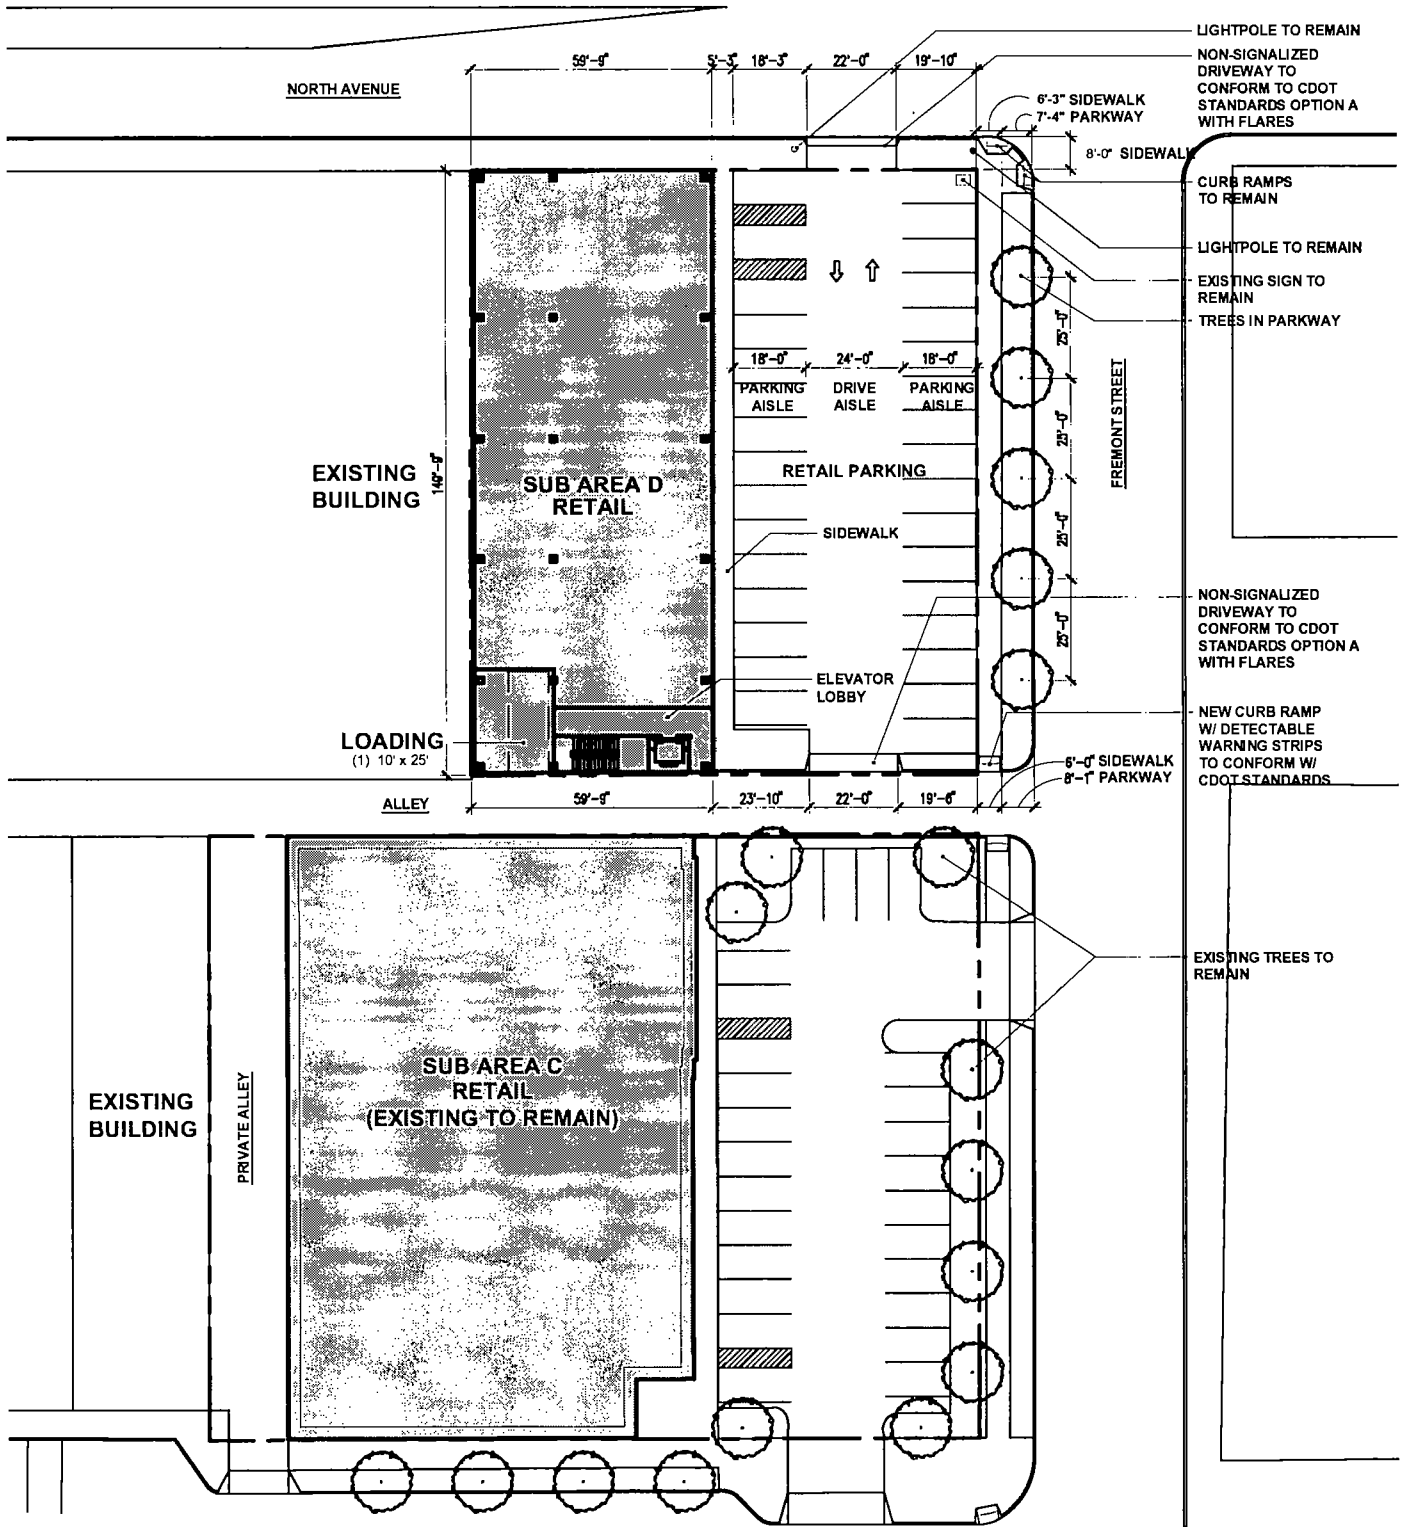 LIGHTPOLE TO REMAIN
NON-SIGNALIZED
DRIVEWAY TO
CONFORM TO CDOT
STANDARDS OPTION A
WITH FLARES
59'-9" 5'-3" 18'-3" 22'-0" 19'-10"
NORTH AVENUE
6'-3" SIDEWALK
7'-4" PARKWAY
8'-0" SIDEWALK
CURB RAMPS
TO REMAIN
LIGHTPOLE TO REMAIN
EXISTING SIGN TO
REMAIN
TREES IN PARKWAY
25'-0"
18'-0" 24'-0" 18'-0"
PARKING
AISLE
DRIVE
AISLE
PARKING
AISLE
FREMONT STREET
25'-0"
EXISTING
BUILDING
149'-9"
SUB AREA D
RETAIL
RETAIL PARKING
SIDEWALK
25'-0"
NON-SIGNALIZED
DRIVEWAY TO
CONFORM TO CDOT
STANDARDS OPTION A
WITH FLARES
25'-0"
ELEVATOR
LOBBY
NEW CURB RAMP
W/ DETECTABLE
WARNING STRIPS
TO CONFORM W/
CDOT STANDARDS
LOADING
(1) 10' x 25'
6'-0" SIDEWALK
8'-1" PARKWAY
ALLEY
59'-9" 23'-10" 22'-0" 19'-6"
EXISTING TREES TO
REMAIN
SUB AREA C
RETAIL
(EXISTING TO REMAIN)
EXISTING
BUILDING
PRIVATE ALLEY